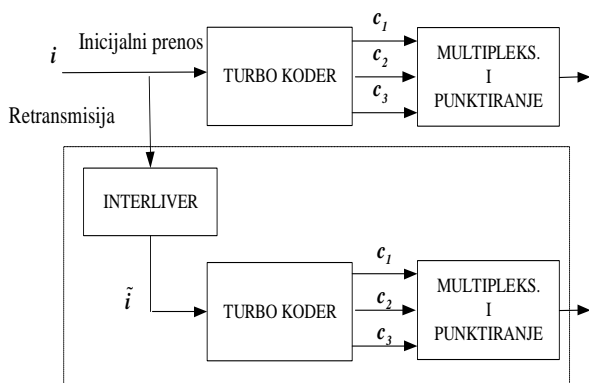 i
Inicijalni prenos
TURBO KODER
c1
c2
c3
MULTIPLEKS.
I
PUNKTIRANJE
Retransmisija
INTERLIVER
ĩ
TURBO KODER
c1
c2
c3
MULTIPLEKS.
I
PUNKTIRANJE